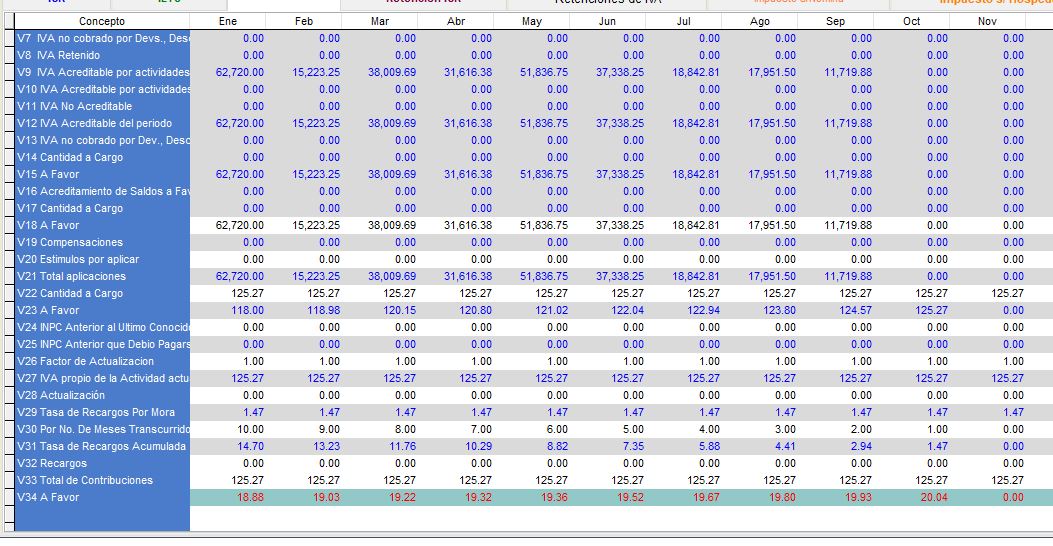 Retenciones de IVA
Concepto Ene Feb Mar Abr May Jun Jul Ago Sep Oct Nov
V7 IVA no cobrado por Devs., Desc 0.00 0.00 0.00 0.00 0.00 0.00 0.00 0.00 0.00 0.00 0.00
V8 IVA Retenido 0.00 0.00 0.00 0.00 0.00 0.00 0.00 0.00 0.00 0.00 0.00
V9 IVA Acreditable por actividades 62,720.00 15,223.25 38,009.69 31,616.38 51,836.75 37,338.25 18,842.81 17,951.50 11,719.88 0.00 0.00
V10 IVA Acreditable por actividades 0.00 0.00 0.00 0.00 0.00 0.00 0.00 0.00 0.00 0.00 0.00
V11 IVA No Acreditable 0.00 0.00 0.00 0.00 0.00 0.00 0.00 0.00 0.00 0.00 0.00
V12 IVA Acreditable del periodo 62,720.00 15,223.25 38,009.69 31,616.38 51,836.75 37,338.25 18,842.81 17,951.50 11,719.88 0.00 0.00
V13 IVA no cobrado por Dev., Desc 0.00 0.00 0.00 0.00 0.00 0.00 0.00 0.00 0.00 0.00 0.00
V14 Cantidad a Cargo 0.00 0.00 0.00 0.00 0.00 0.00 0.00 0.00 0.00 0.00 0.00
V15 A Favor 62,720.00 15,223.25 38,009.69 31,616.38 51,836.75 37,338.25 18,842.81 17,951.50 11,719.88 0.00 0.00
V16 Acreditamiento de Saldos a Fav 0.00 0.00 0.00 0.00 0.00 0.00 0.00 0.00 0.00 0.00 0.00
V17 Cantidad a Cargo 0.00 0.00 0.00 0.00 0.00 0.00 0.00 0.00 0.00 0.00 0.00
V18 A Favor 62,720.00 15,223.25 38,009.69 31,616.38 51,836.75 37,338.25 18,842.81 17,951.50 11,719.88 0.00 0.00
V19 Compensaciones 0.00 0.00 0.00 0.00 0.00 0.00 0.00 0.00 0.00 0.00 0.00
V20 Estimulos por aplicar 0.00 0.00 0.00 0.00 0.00 0.00 0.00 0.00 0.00 0.00 0.00
V21 Total aplicaciones 62,720.00 15,223.25 38,009.69 31,616.38 51,836.75 37,338.25 18,842.81 17,951.50 11,719.88 0.00 0.00
V22 Cantidad a Cargo 125.27 125.27 125.27 125.27 125.27 125.27 125.27 125.27 125.27 125.27 125.27
V23 A Favor 118.00 118.98 120.15 120.80 121.02 122.04 122.94 123.80 124.57 125.27 0.00
V24 INPC Anterior al Ultimo Conocido 0.00 0.00 0.00 0.00 0.00 0.00 0.00 0.00 0.00 0.00 0.00
V25 INPC Anterior que Debio Pagars 0.00 0.00 0.00 0.00 0.00 0.00 0.00 0.00 0.00 0.00 0.00
V26 Factor de Actualizacion 1.00 1.00 1.00 1.00 1.00 1.00 1.00 1.00 1.00 1.00 1.00
V27 IVA propio de la Actividad actu 125.27 125.27 125.27 125.27 125.27 125.27 125.27 125.27 125.27 125.27 125.27
V28 Actualización 0.00 0.00 0.00 0.00 0.00 0.00 0.00 0.00 0.00 0.00 0.00
V29 Tasa de Recargos Por Mora 1.47 1.47 1.47 1.47 1.47 1.47 1.47 1.47 1.47 1.47 1.47
V30 Por No. De Meses Transcurrido 10.00 9.00 8.00 7.00 6.00 5.00 4.00 3.00 2.00 1.00 0.00
V31 Tasa de Recargos Acumulada 14.70 13.23 11.76 10.29 8.82 7.35 5.88 4.41 2.94 1.47 0.00
V32 Recargos 0.00 0.00 0.00 0.00 0.00 0.00 0.00 0.00 0.00 0.00 0.00
V33 Total de Contribuciones 125.27 125.27 125.27 125.27 125.27 125.27 125.27 125.27 125.27 125.27 125.27
V34 A Favor 18.88 19.03 19.22 19.32 19.36 19.52 19.67 19.80 19.93 20.04 0.00